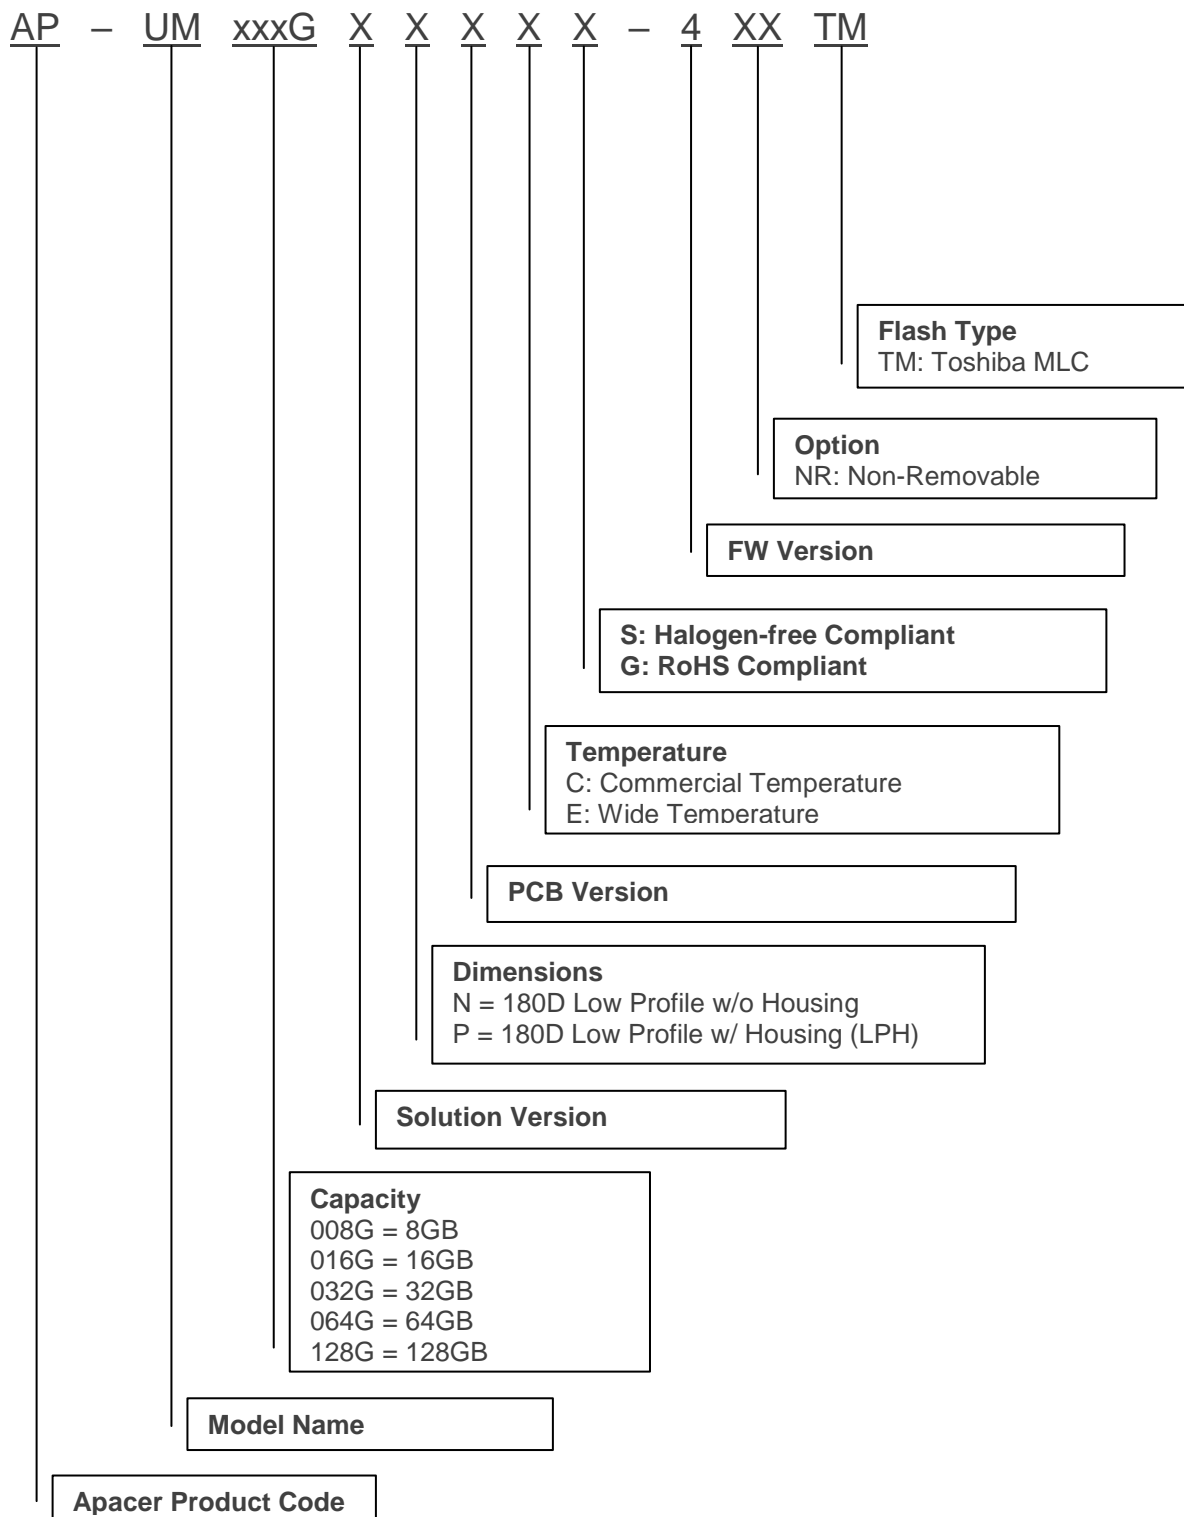 AP – UM xxxG X X X X X – 4 XX TM
Flash Type
TM: Toshiba MLC
Option
NR: Non-Removable
FW Version
S: Halogen-free Compliant
G: RoHS Compliant
Temperature
C: Commercial Temperature
E: Wide Temperature
PCB Version
Dimensions
N = 180D Low Profile w/o Housing
P = 180D Low Profile w/ Housing (LPH)
Solution Version
Capacity
008G = 8GB
016G = 16GB
032G = 32GB
064G = 64GB
128G = 128GB
Model Name
Apacer Product Code